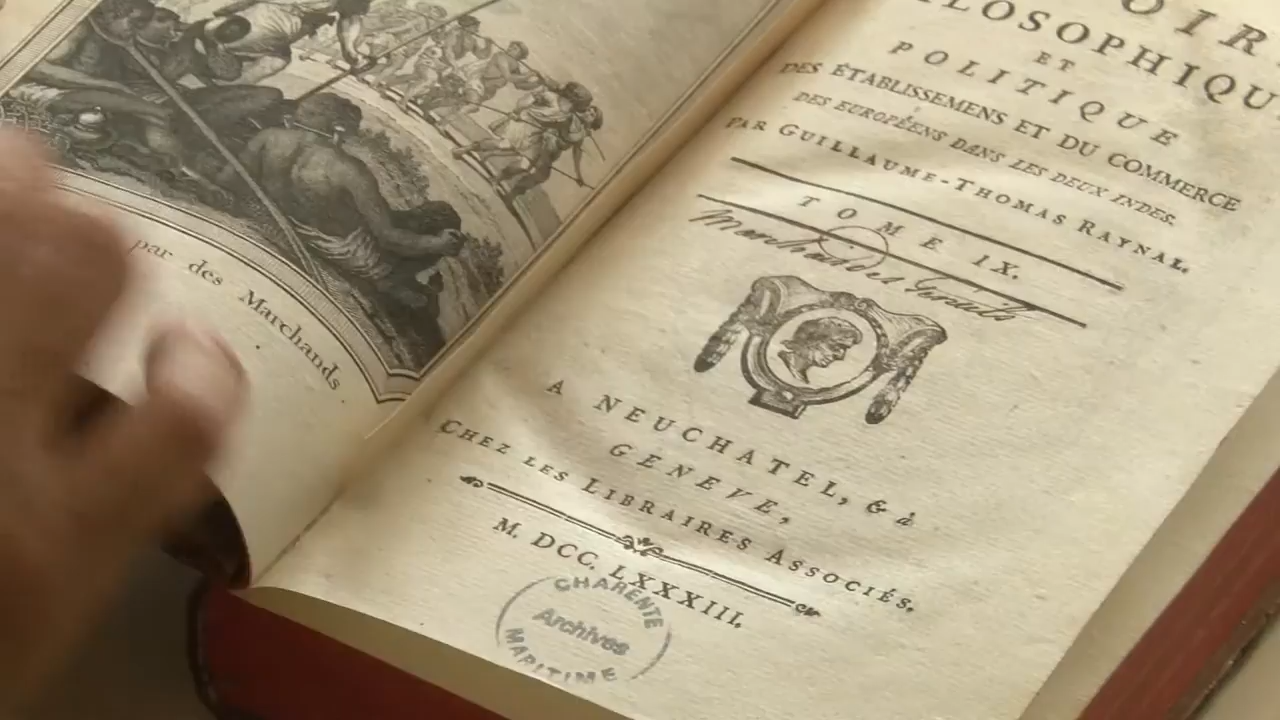 par des Marchands
OIR
LOSOPHIQU
ET
POLITIQUE
DES ÉTABLISSEMENS ET DU COMMERCE
DES EUROPÉENS DANS LES DEUX INDES.
PAR GUILLAUME-THOMAS RAYNAL.
TOME IX.
A NEUCHATEL, & à
GENEVE,
CHEZ LES LIBRAIRES ASSOCIÉS.
M. DCC. LXXXIII.
CHARENTE
Archives
MARITIME